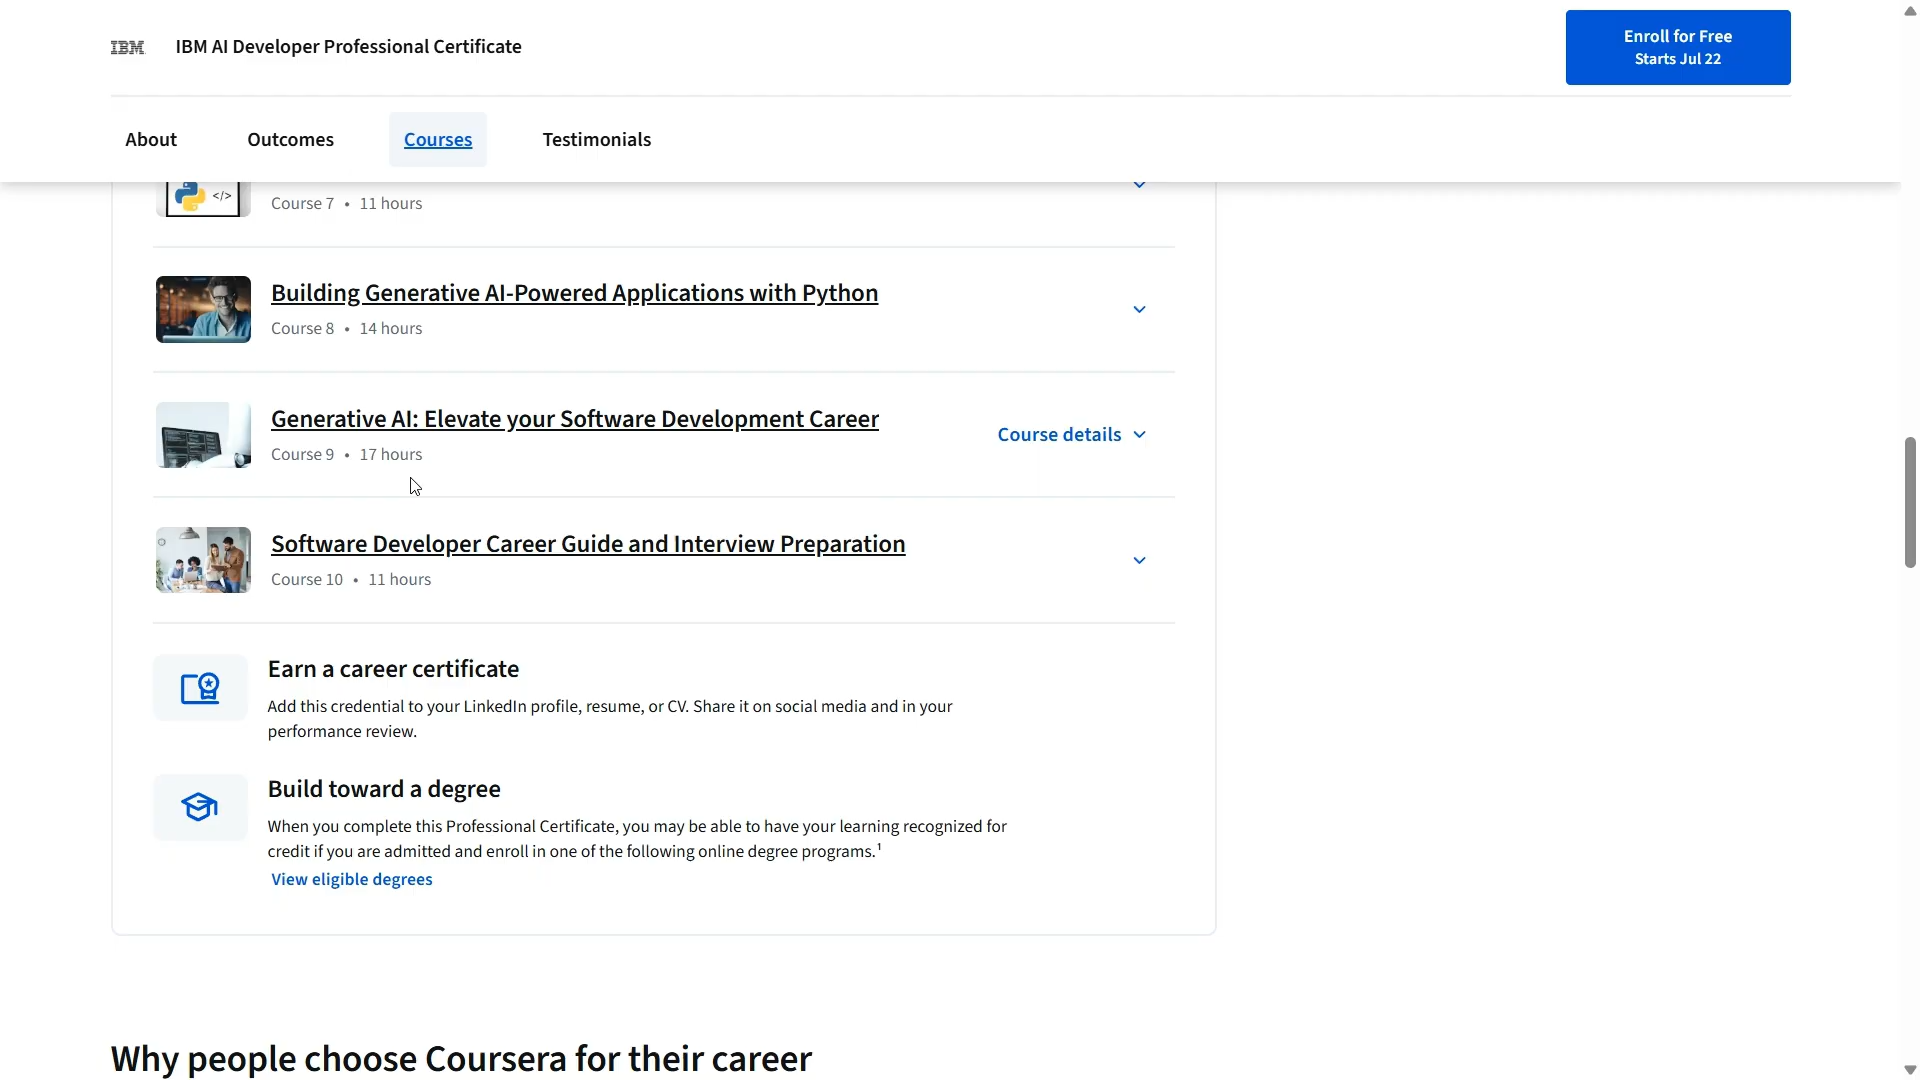 IBM IBM AI Developer Professional Certificate
Enroll for Free
Starts Jul 22
About Outcomes Courses Testimonials
</>
Course 7 • 11 hours
Building Generative AI-Powered Applications with Python
Course 8 • 14 hours
Generative AI: Elevate your Software Development Career
Course 9 • 17 hours
Course details
Software Developer Career Guide and Interview Preparation
Course 10 • 11 hours
Earn a career certificate
Add this credential to your LinkedIn profile, resume, or CV. Share it on social media and in your
performance review.
Build toward a degree
When you complete this Professional Certificate, you may be able to have your learning recognized for
credit if you are admitted and enroll in one of the following online degree programs.¹
View eligible degrees
Why people choose Coursera for their career